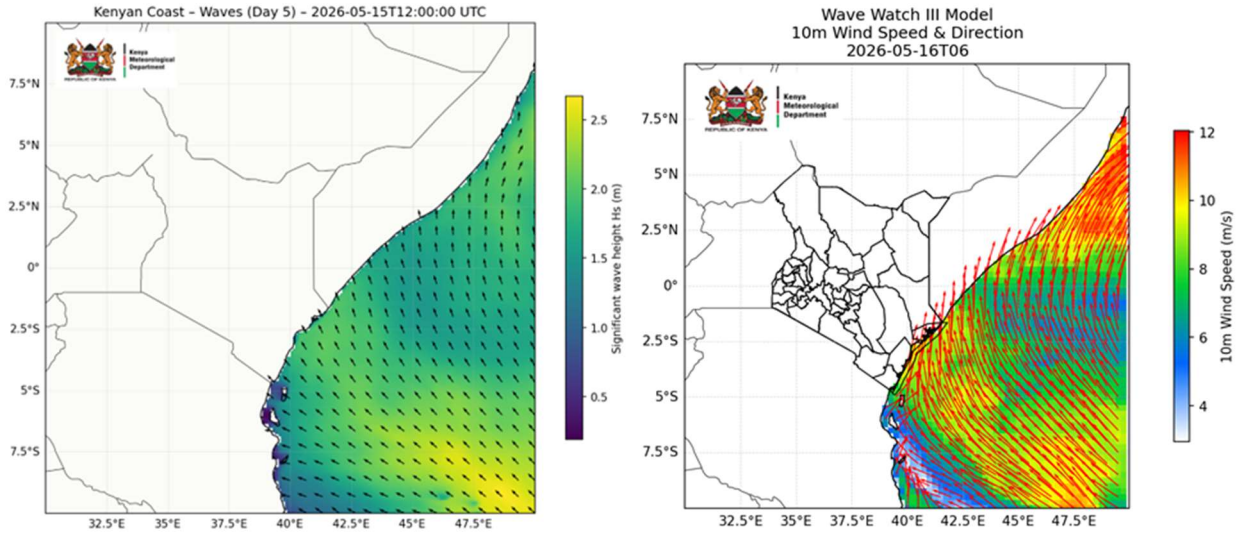 Kenyan Coast – Waves (Day 5) – 2026-05-15T12:00:00 UTC
Kenya
Meteorological
Department
REPUBLIC OF KENYA
7.5°N
5°N
2.5°N
0°
2.5°S
5°S
7.5°S
32.5°E 35°E 37.5°E 40°E 42.5°E 45°E 47.5°E
2.5
2.0
1.5
1.0
0.5
Significant wave height Hs (m)
Wave Watch III Model
10m Wind Speed & Direction
2026-05-16T06
Kenya
Meteorological
Department
REPUBLIC OF KENYA
7.5°N
5°N
2.5°N
0°
2.5°S
5°S
7.5°S
32.5°E 35°E 37.5°E 40°E 42.5°E 45°E 47.5°E
12
10
8
6
4
10m Wind Speed (m/s)